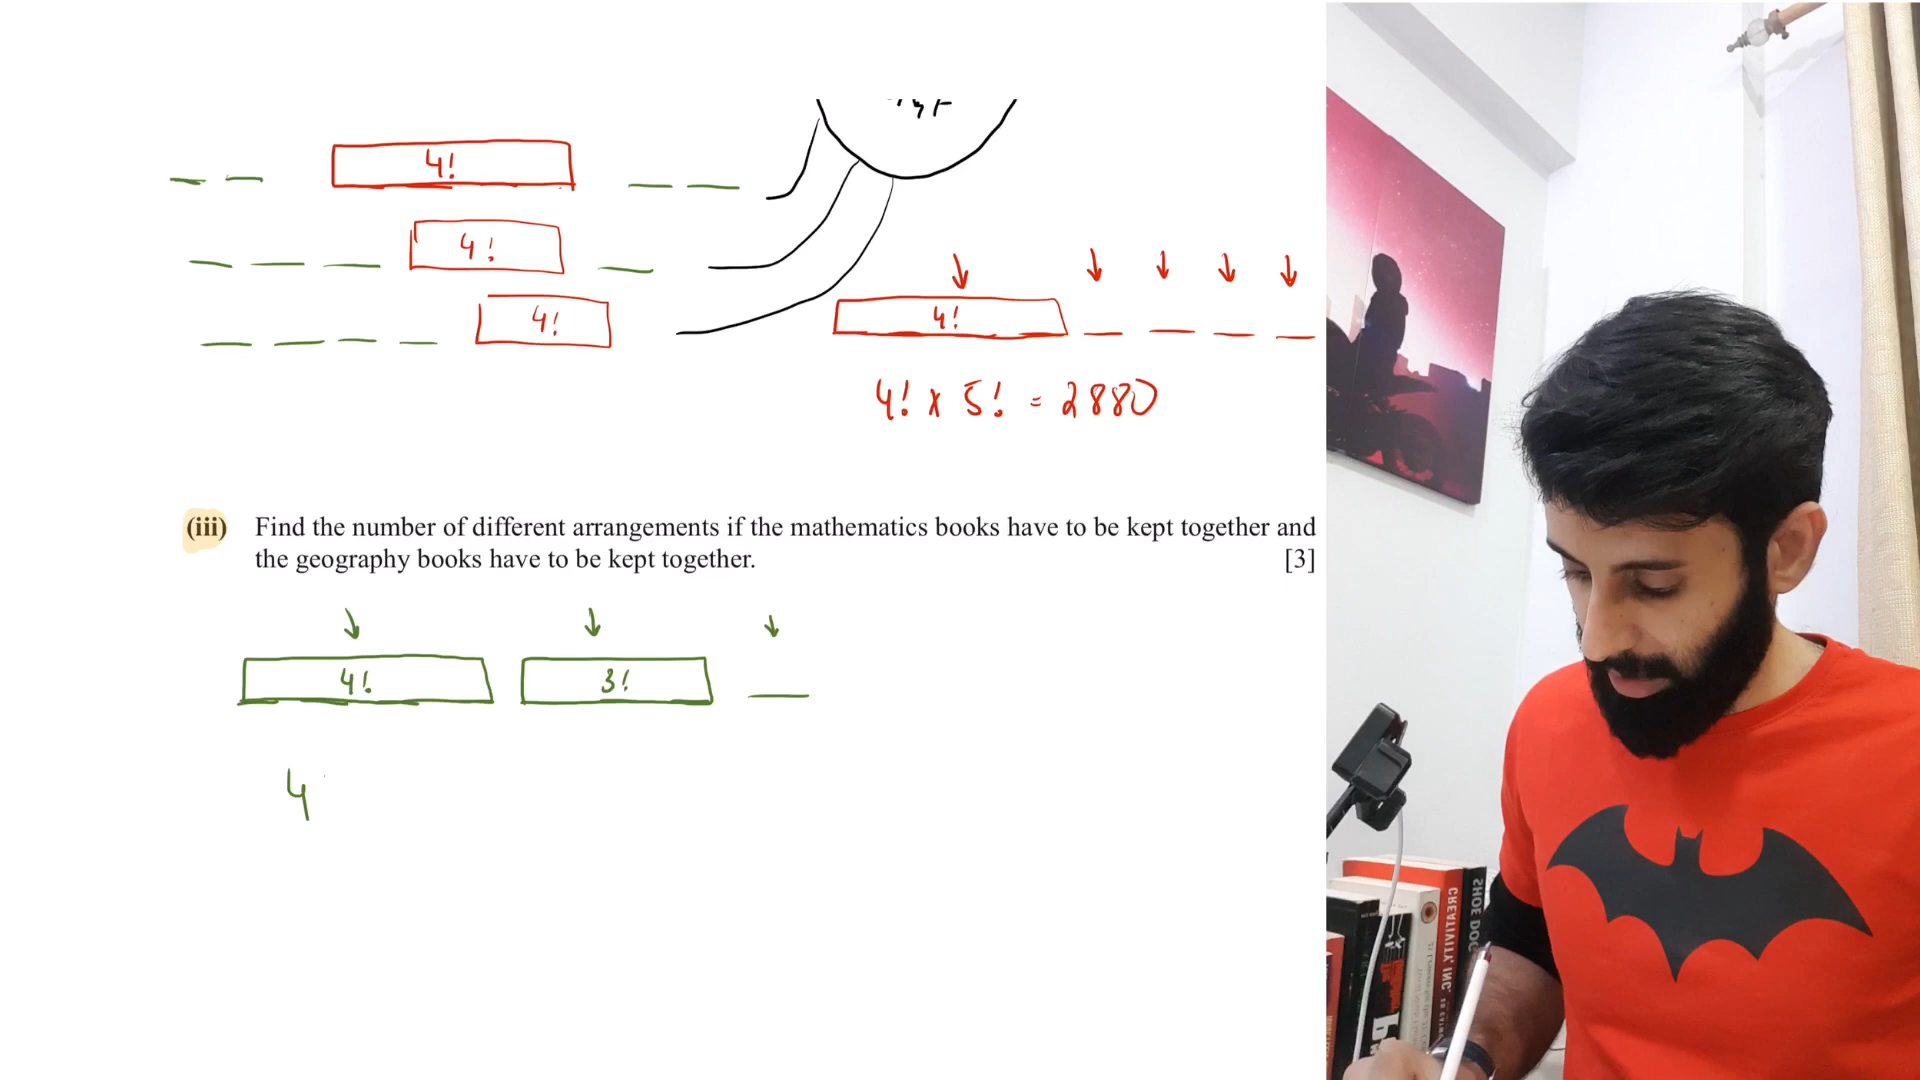 4!
4!
4!
4!
4! × 5! = 2880
(iii) Find the number of different arrangements if the mathematics books have to be kept together and
the geography books have to be kept together. [3]
4! 3!
4
CREATIVITY, INC.
SHOE DOG